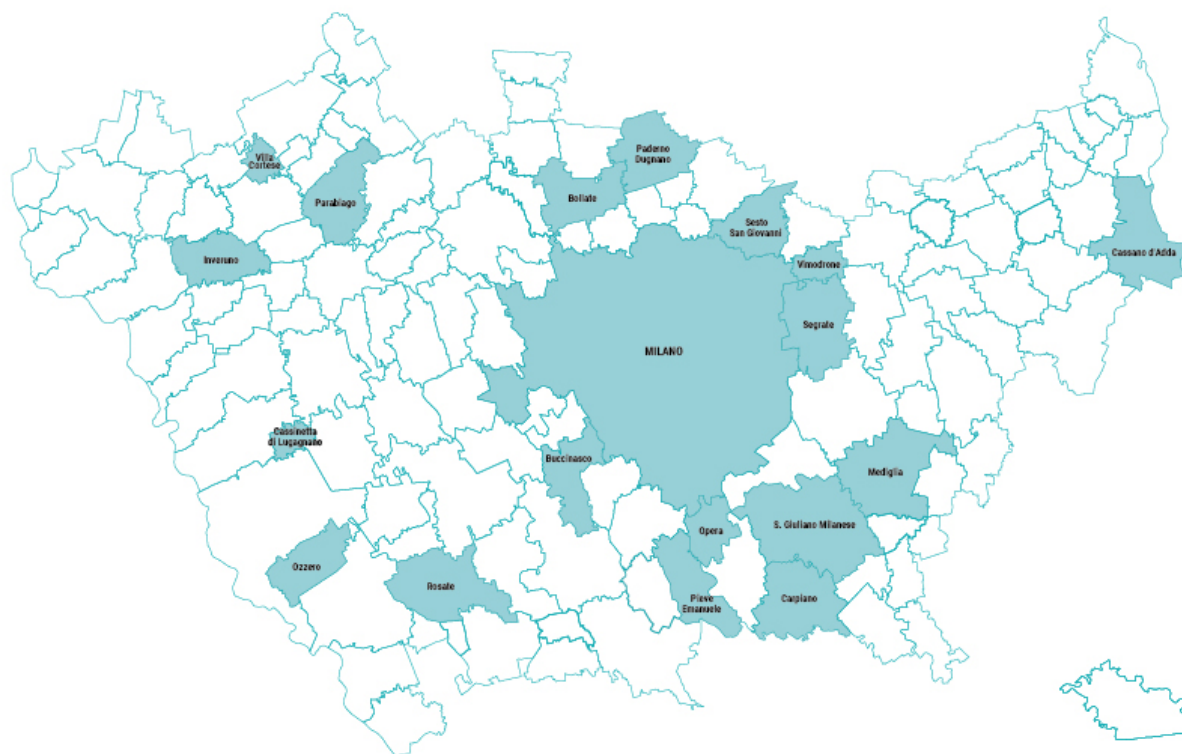 Paderno
Dugnano
Villa
Cortese
Bollate
Parabiago
Sesto
San Giovanni
Cassano d'Adda
Inveruno
Vimodrone
Segrate
MILANO
Cassinetta
di Lugagnano
Buccinasco
Mediglia
S. Giuliano Milanese
Opera
Ozzero
Rosate
Pieve
Emanuele
Carpiano